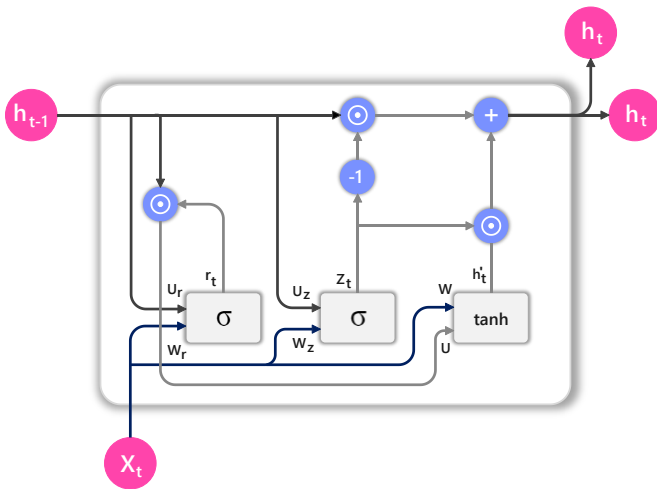 h_t
h_{t-1}
+
h_t
-1
r_t
z_t
h'_t
U_r
U_z
W
σ
σ
tanh
W_r
W_z
U
X_t